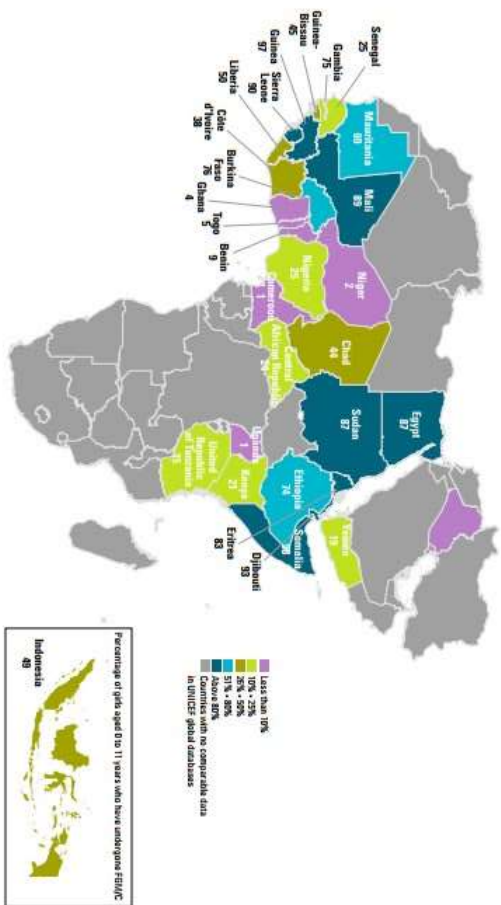 Senegal
25
Gambia
75
Guinea-
Bissau
45
Guinea
97
Sierra
Leone
90
Liberia
50
Côte
d'Ivoire
38
Burkina
Faso
76
Ghana
4
Togo
5
Benin
9
Mauritania
Mali
89
Niger
2
Nigeria
25
Cameroon
1
Chad
44
Central
African Republic
24
Egypt
87
Sudan
87
Ethiopia
74
Eritrea
83
Djibouti
93
Somalia
98
Uganda
1
Kenya
21
United
Republic
of Tanzania
15
Yemen
19
Less than 10%
10% - 25%
26% - 50%
51% - 80%
Above 80%
Countries with no comparable data
in UNICEF global databases
Percentage of girls aged 0 to 11 years who have undergone FGM/C
Indonesia
49